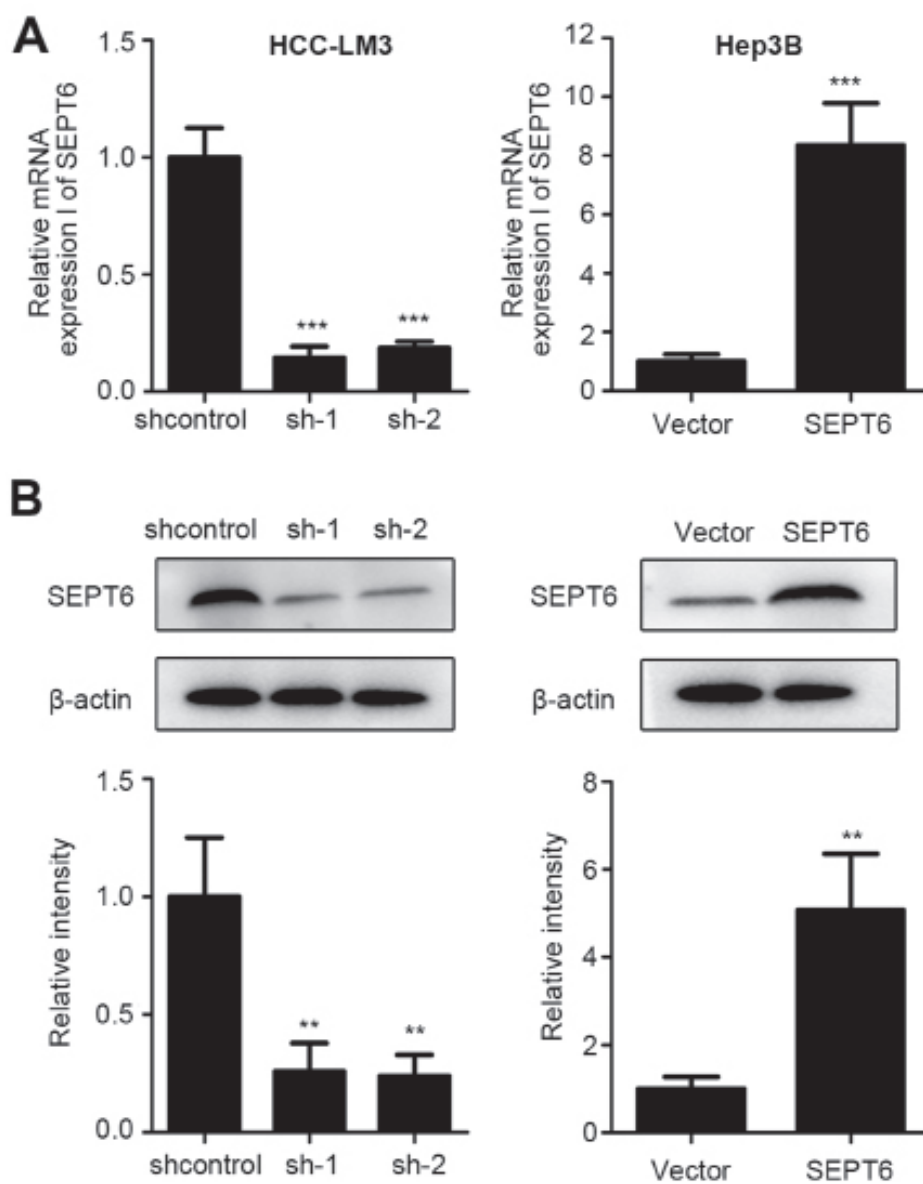 A
HCC-LM3
Relative mRNA
expression I of SEPT6
1.5
1.0
0.5
0.0
***
***
shcontrol sh-1 sh-2
Hep3B
Relative mRNA
expression I of SEPT6
12
10
8
6
4
2
0
***
Vector SEPT6
B
shcontrol sh-1 sh-2
SEPT6
β-actin
Vector SEPT6
SEPT6
β-actin
Relative intensity
1.5
1.0
0.5
0.0
**
**
shcontrol sh-1 sh-2
Relative intensity
8
6
4
2
0
**
Vector SEPT6